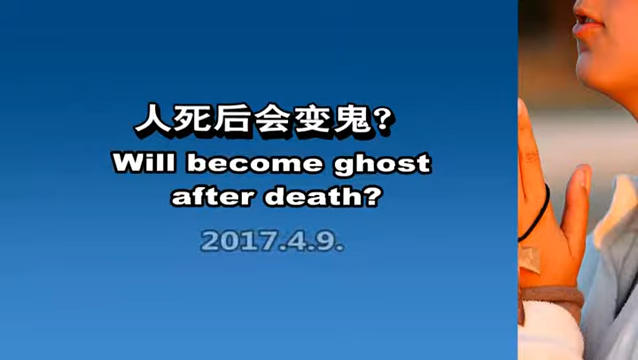 人死后会变鬼?
Will become ghost
after death?
2017.4.9.